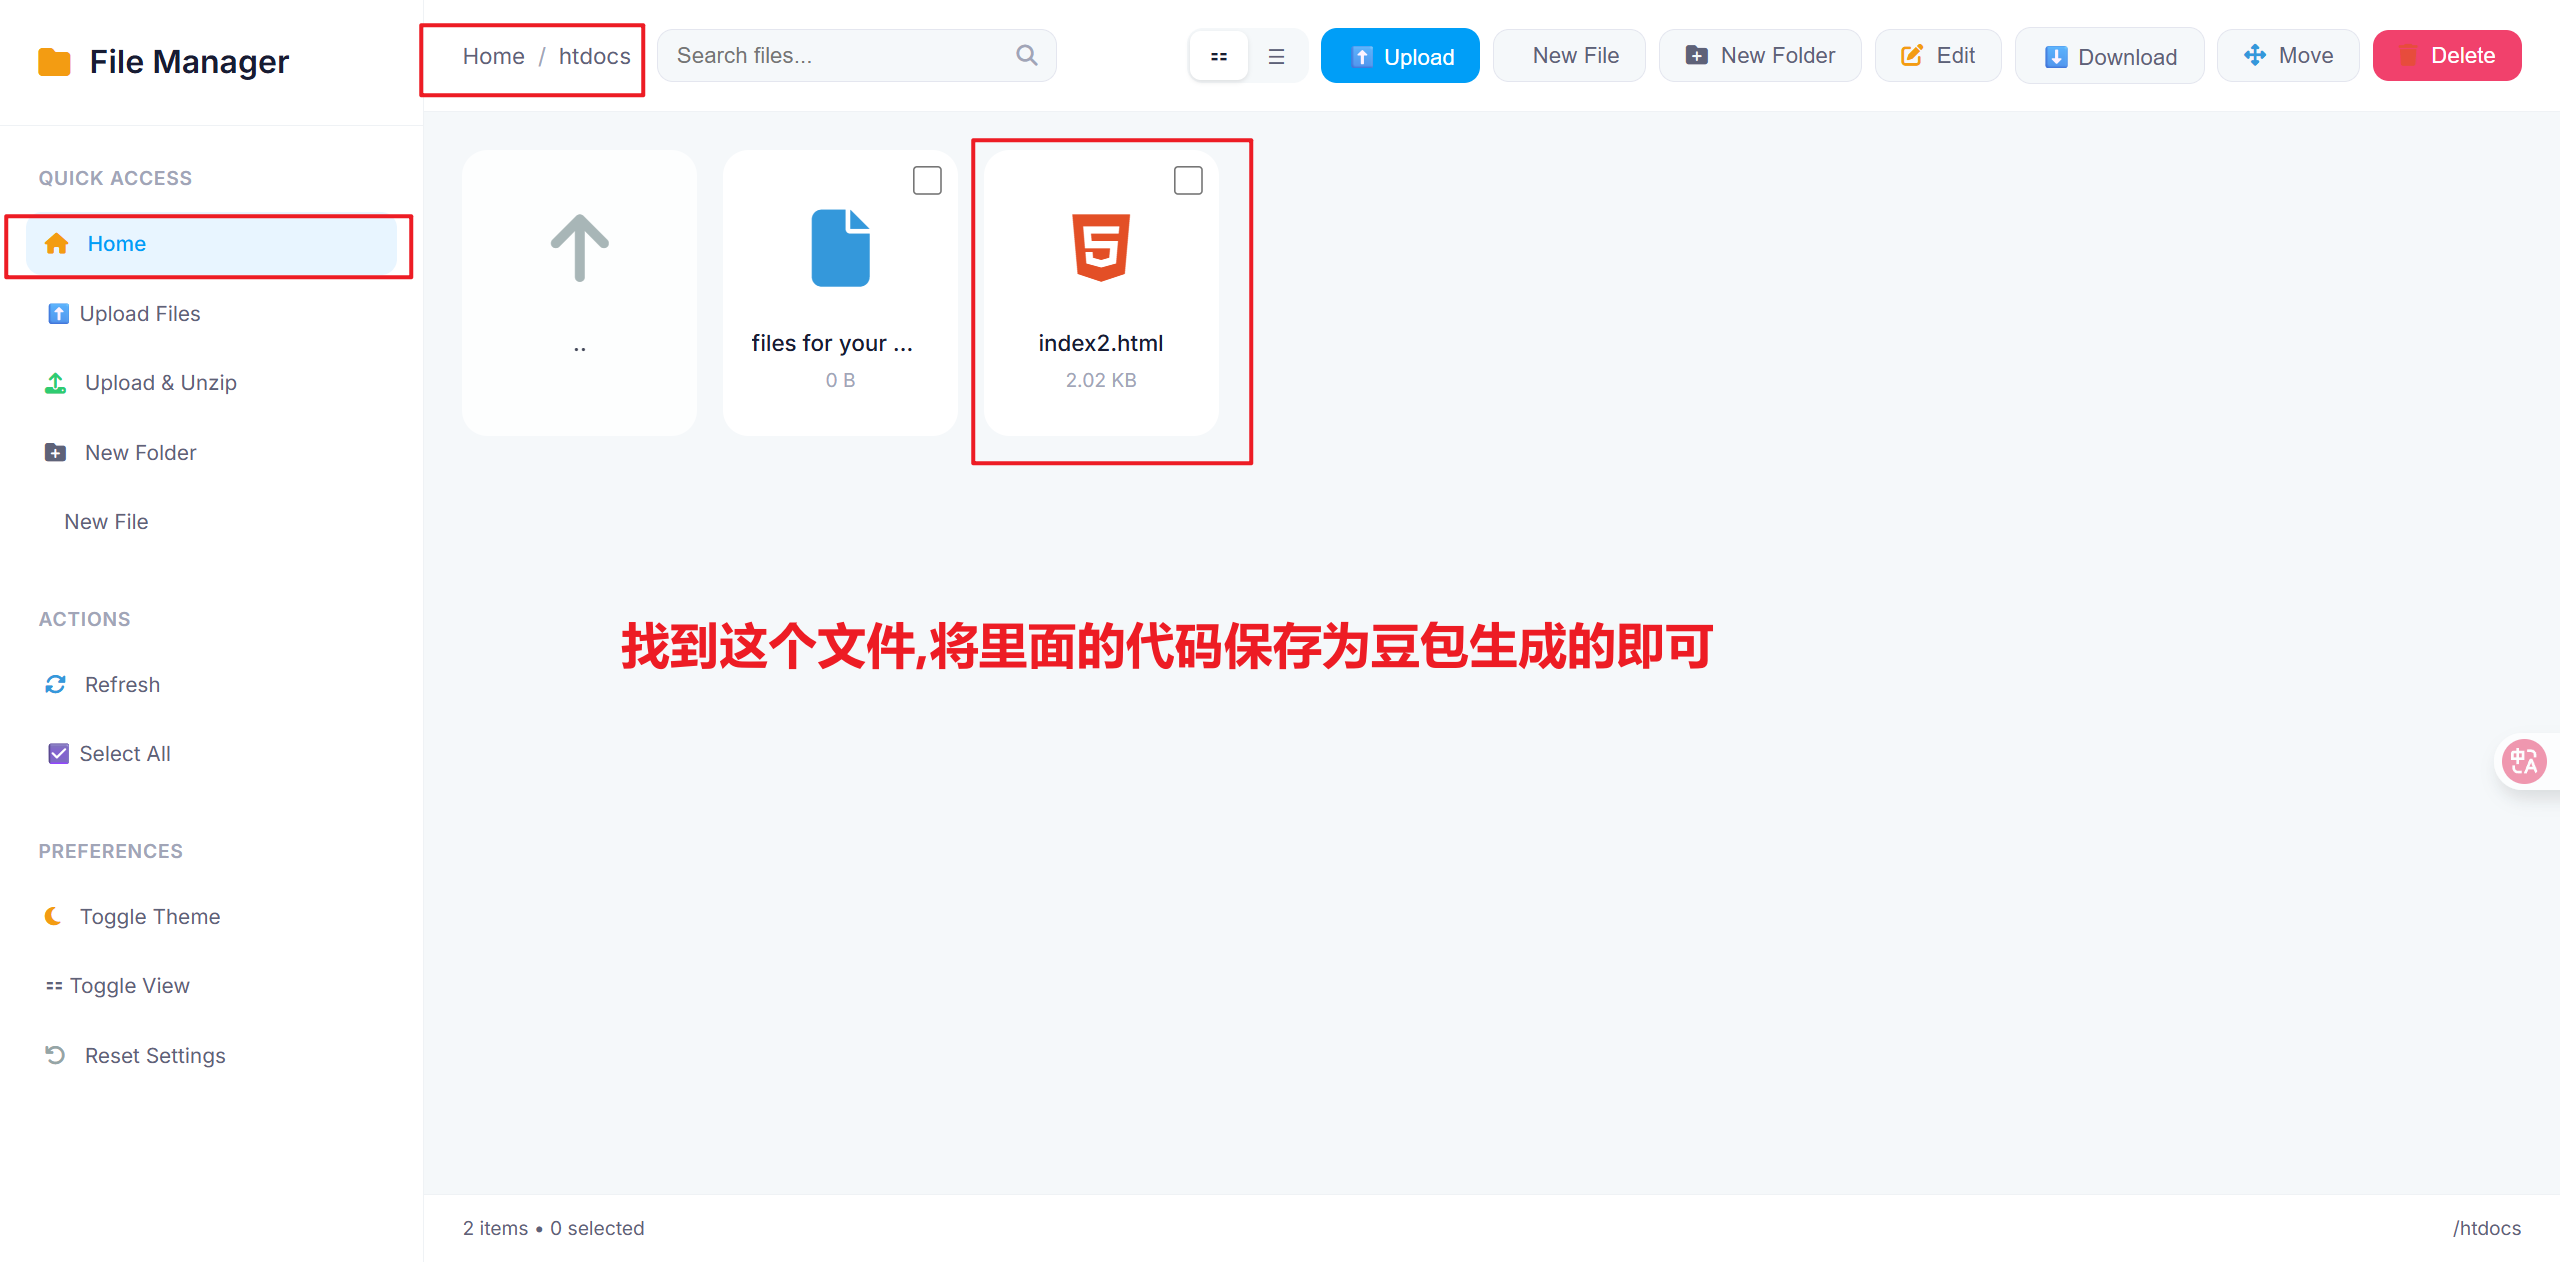 File Manager
Home / htdocs
Search files...
Upload
New File
New Folder
Edit
Download
Move
Delete
QUICK ACCESS
Home
Upload Files
Upload & Unzip
New Folder
New File
ACTIONS
Refresh
Select All
PREFERENCES
Toggle Theme
Toggle View
Reset Settings
..
files for your ...
0 B
index2.html
2.02 KB
找到这个文件,将里面的代码保存为豆包生成的即可
中A
2 items • 0 selected
/htdocs